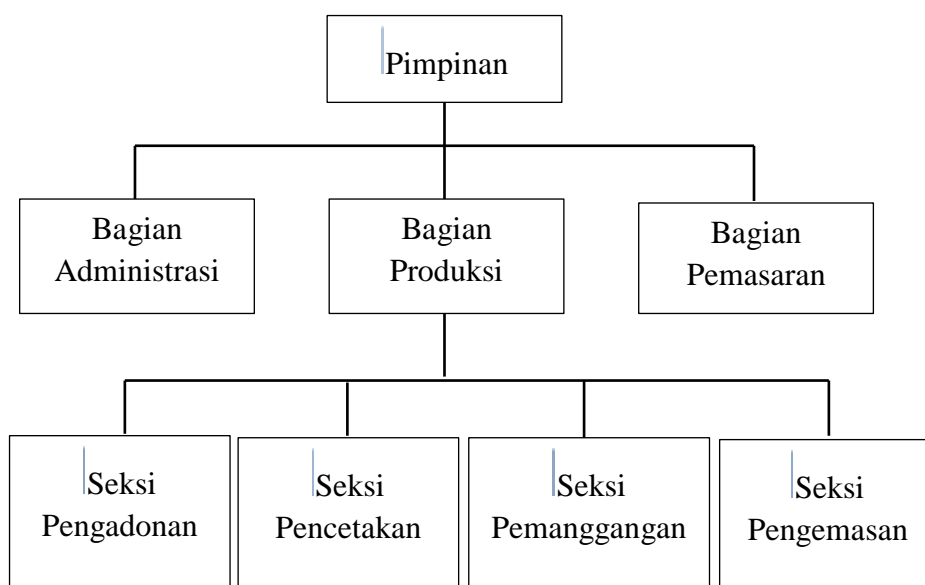 Pimpinan
Bagian
Administrasi
Bagian
Produksi
Bagian
Pemasaran
Seksi
Pengadonan
Seksi
Pencetakan
Seksi
Pemanggangan
Seksi
Pengemasan